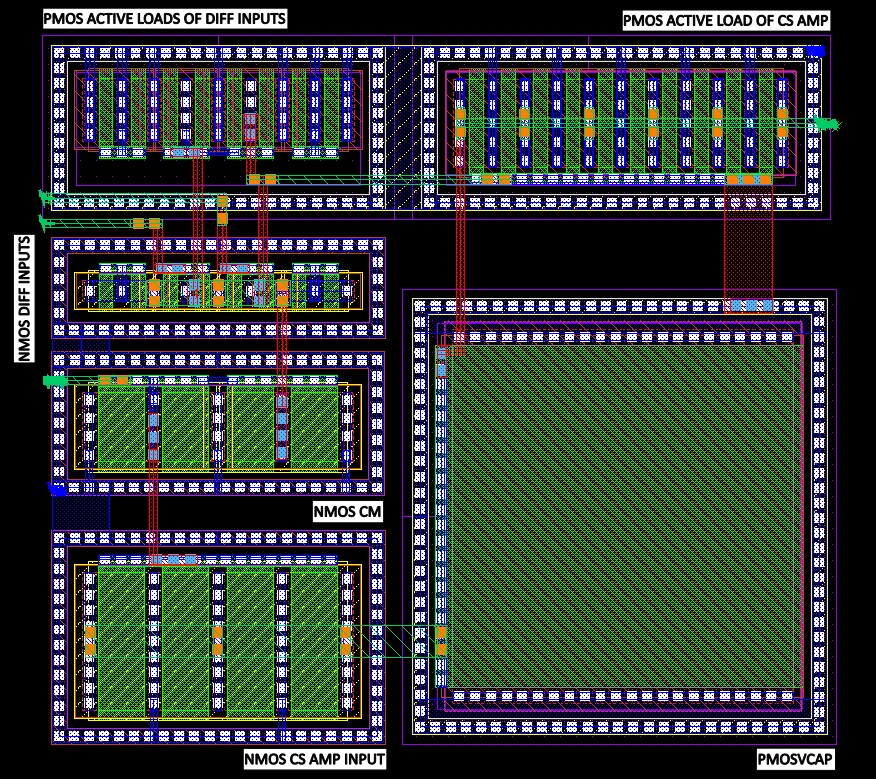 PMOS ACTIVE LOADS OF DIFF INPUTS
PMOS ACTIVE LOAD OF CS AMP
NMOS DIFF INPUTS
NMOS CM
NMOS CS AMP INPUT
PMOSVCAP